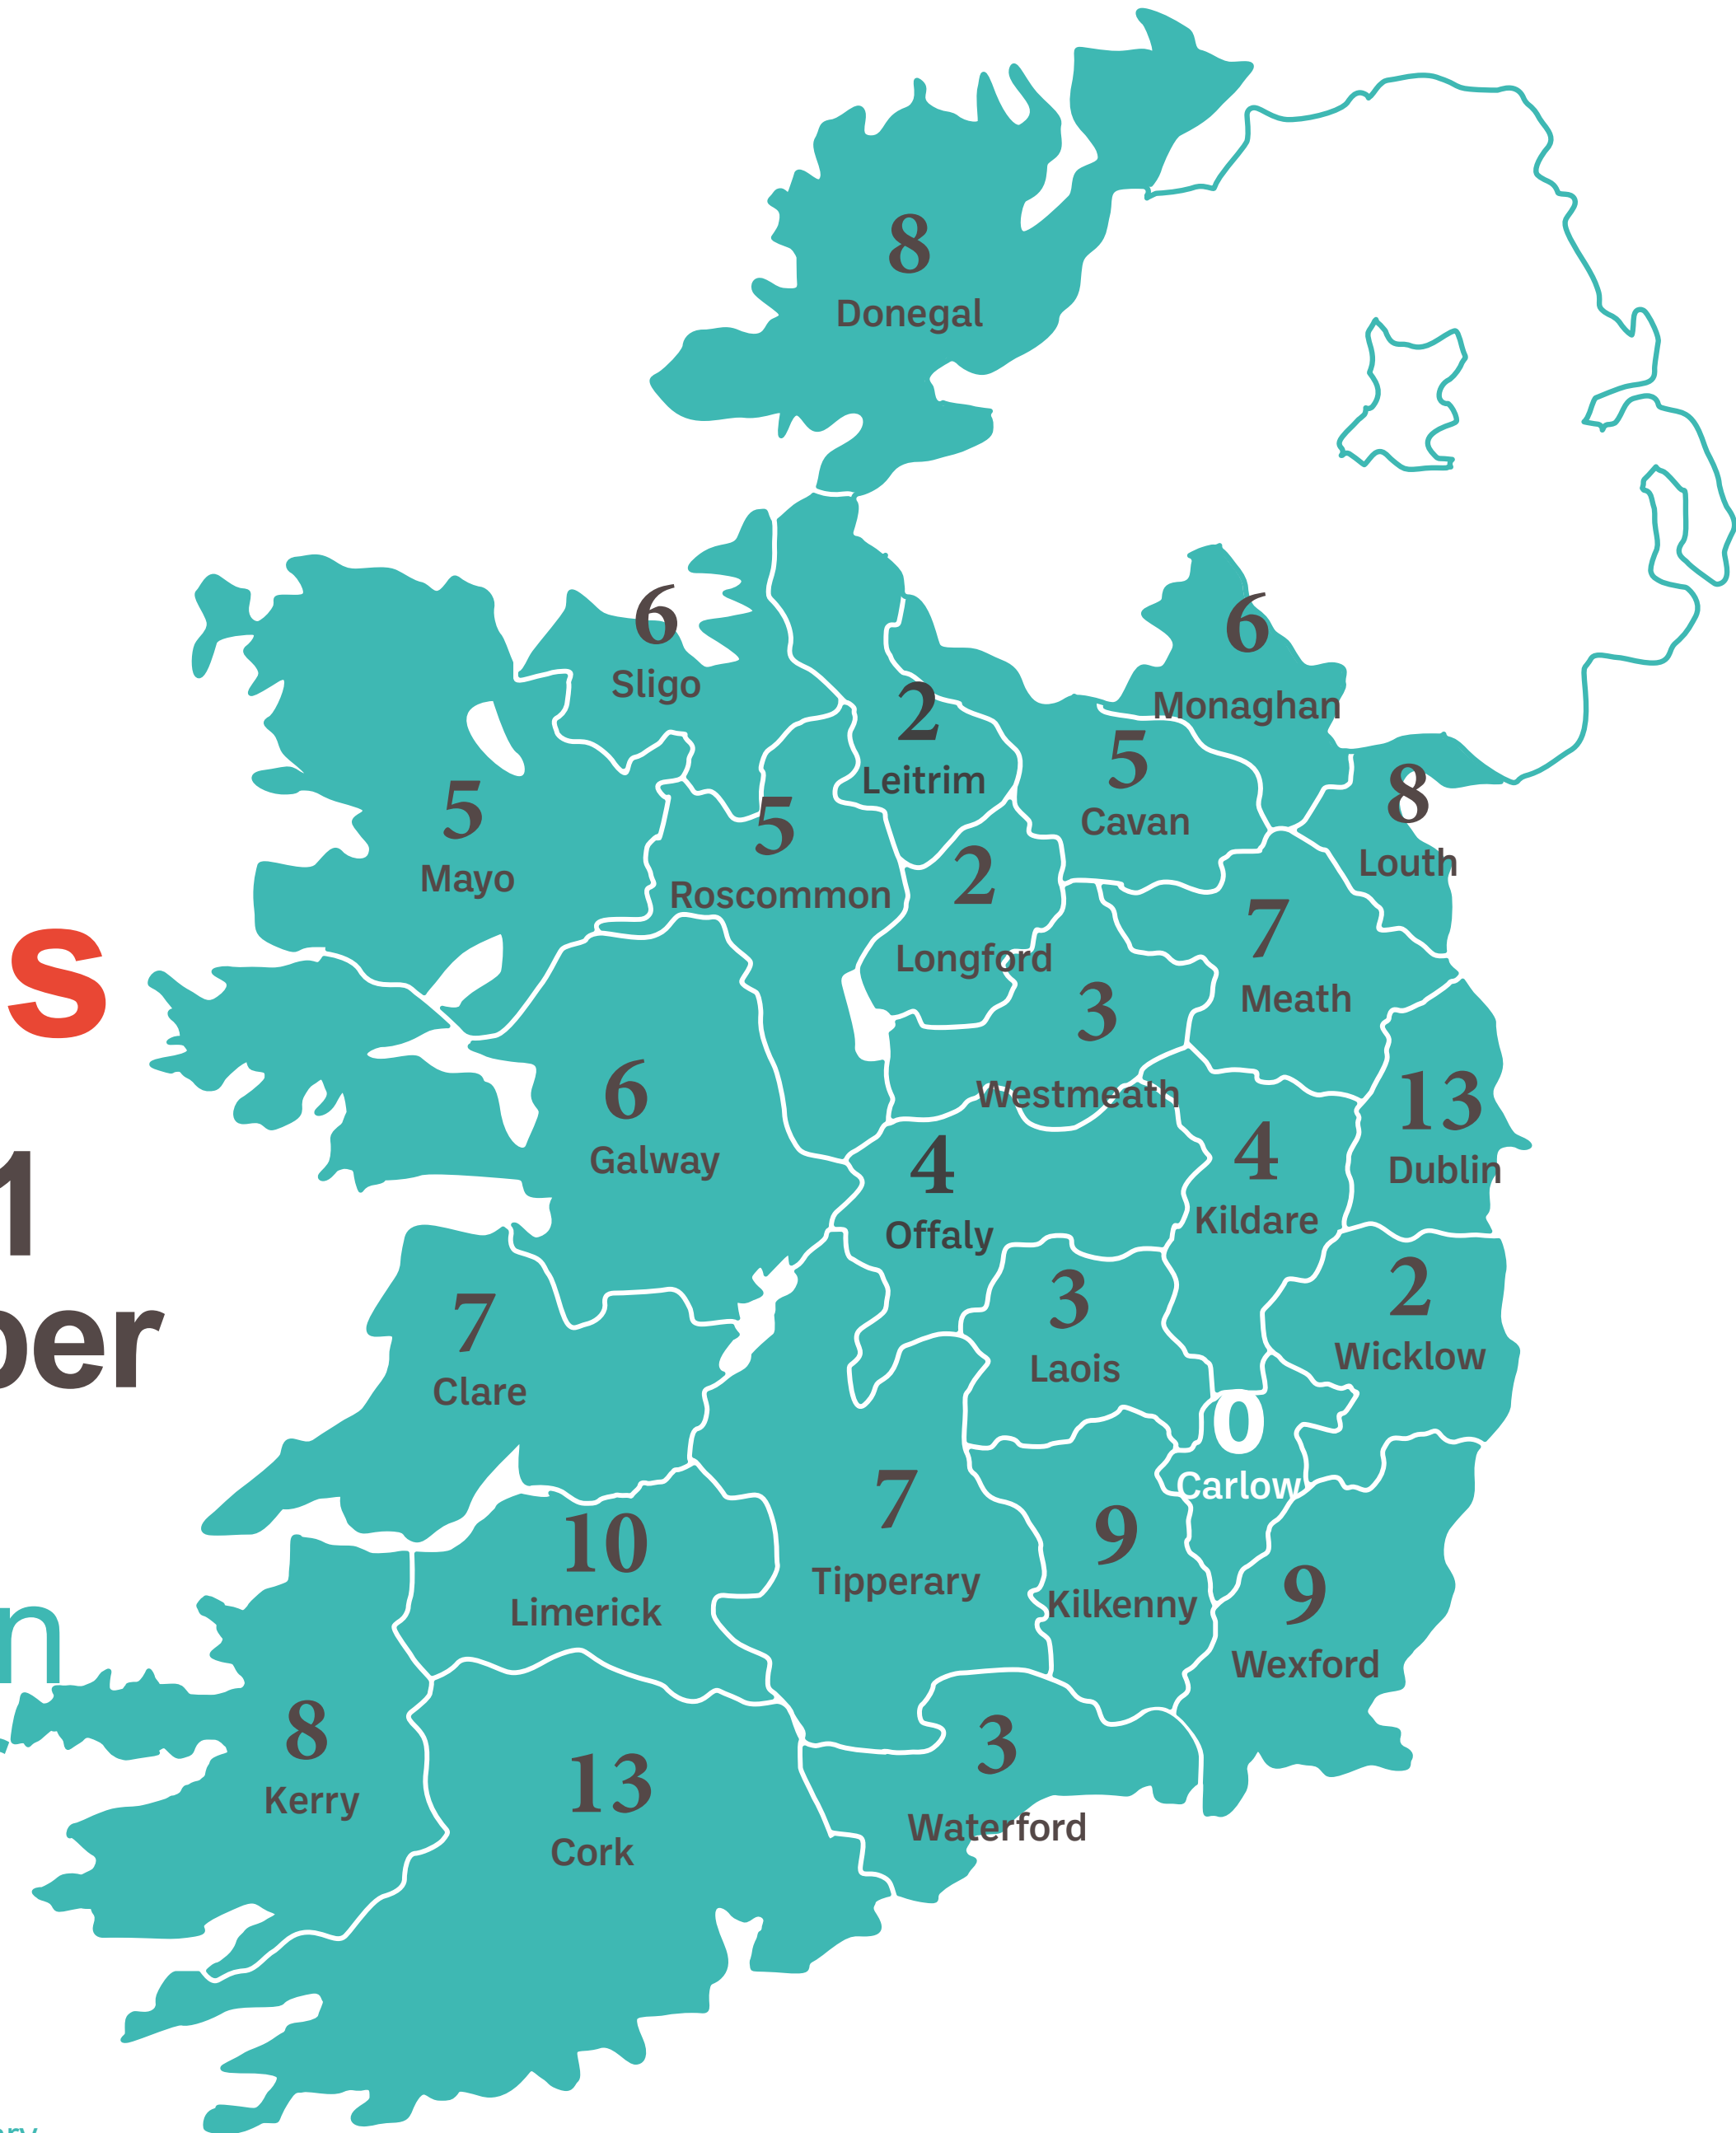 8
Donegal
6
Sligo
6
Monaghan
2
Leitrim
5
Cavan
8
Louth
5
Mayo
5
Roscommon
2
Longford
7
Meath
s
3
Westmeath
6
Galway
13
Dublin
4
Offaly
4
Kildare
1
7
Clare
3
Laois
2
Wicklow
ber
0
Carlow
10
Limerick
7
Tipperary
9
Kilkenny
9
Wexford
n
8
Kerry
13
Cork
3
Waterford